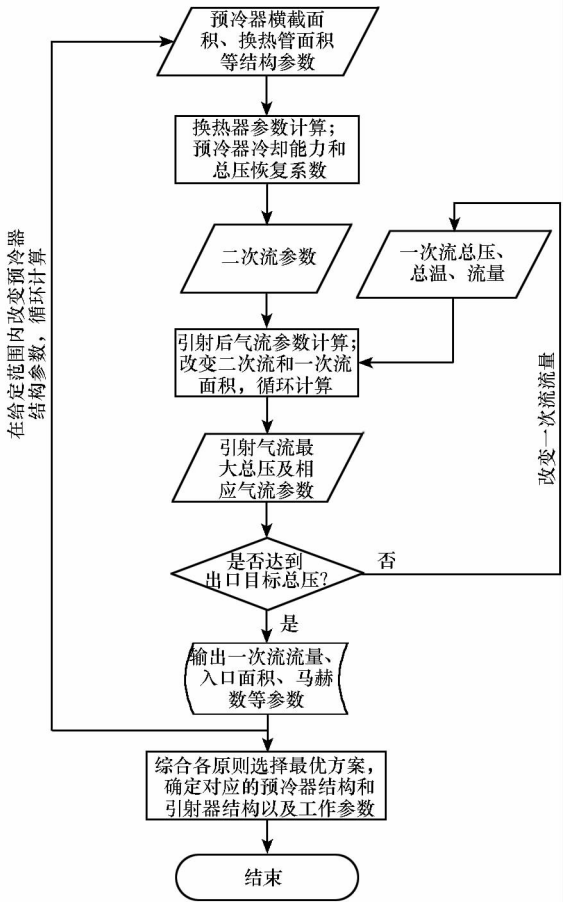 预冷器横截面
积、换热管面积
等结构参数
换热器参数计算；
预冷器冷却能力和
总压恢复系数
二次流参数
一次流总压、
总温、流量
引射后气流参数计算；
改变二次流和一次流
面积，循环计算
引射气流最
大总压及相
应气流参数
是否达到
出口目标总压？
否
是
改变一次流流量
输出一次流流量、
入口面积、马赫
数等参数
在给定范围内改变预冷器
结构参数，循环计算
综合各原则选择最优方案，
确定对应的预冷器结构和
引射器结构以及工作参数
结束